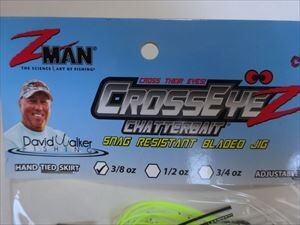 ZMAN
THE SCIENCE | ART OF FISHING.
CROSS THEIR EYES!
CROSSEYEZ
CHATTERBAIT
SNAG RESISTANT BLADED JIG
David Walker
FISHING
HAND TIED SKIRT
3/8 oz
1/2 oz
3/4 oz
ADJUSTABLE